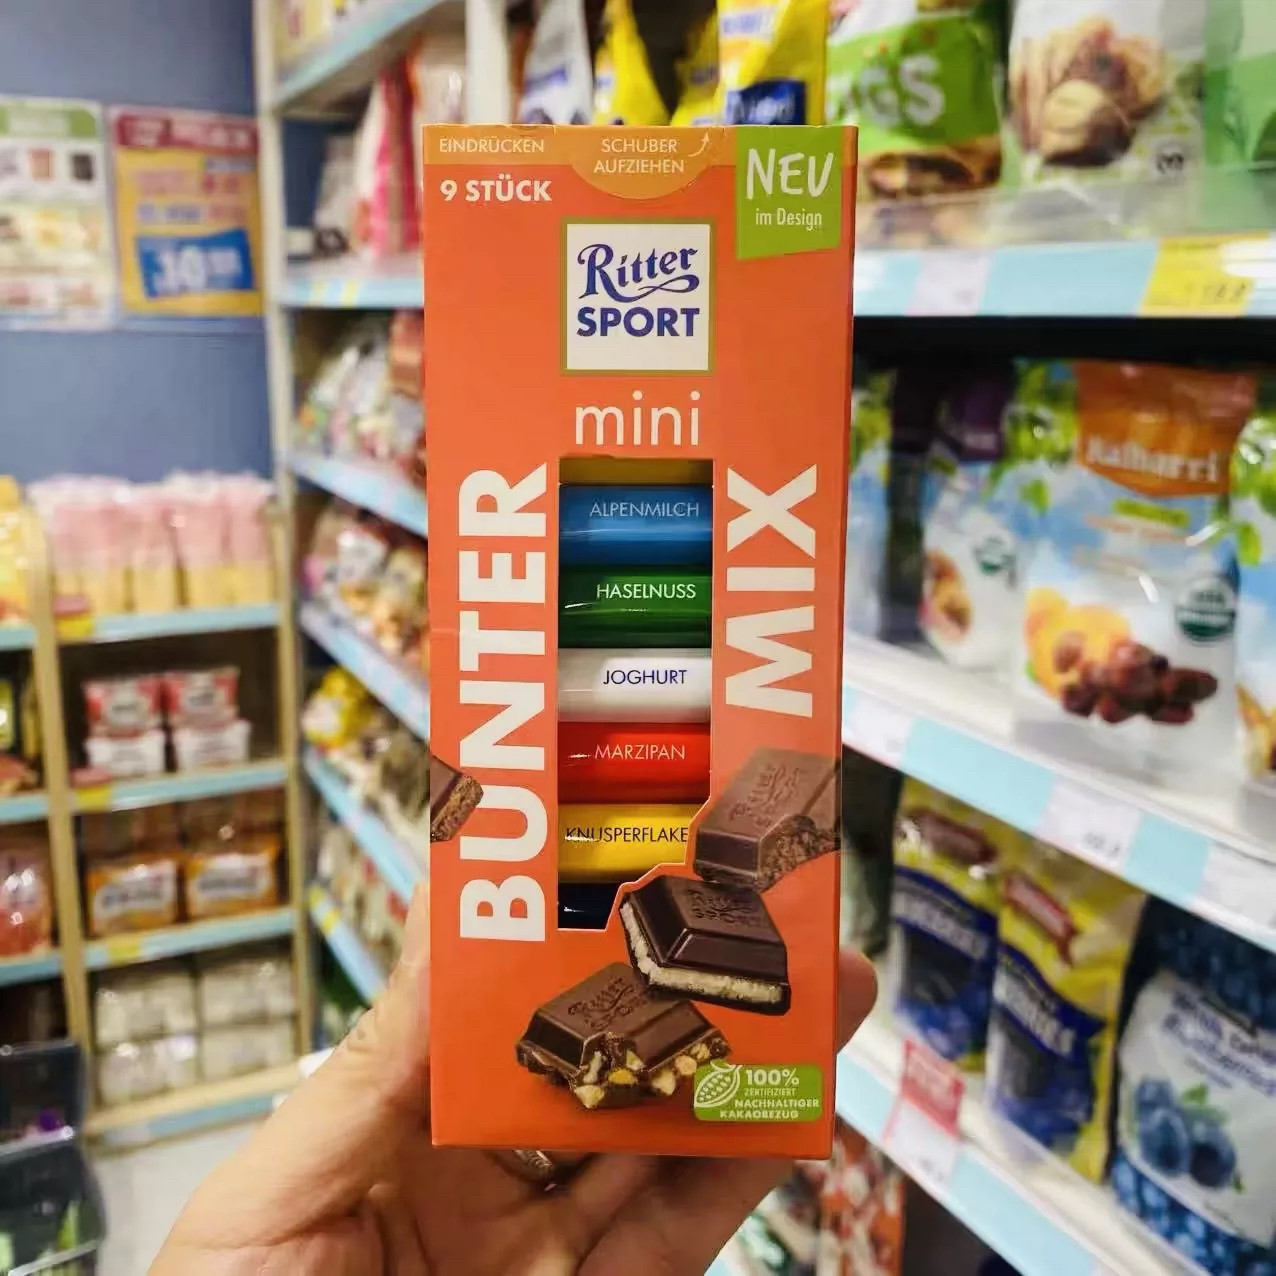 EINDRÜCKEN
SCHUBER
AUFZIEHEN
9 STÜCK
NEU
im Design
Ritter
SPORT
mini
BUNTER
MIX
ALPENMILCH
HASELNUSS
JOGHURT
MARZIPAN
KNUSPERFLAKE
100%
ZERTIFIZIERT
NACHHALTIGER
KAKAOBEZUG